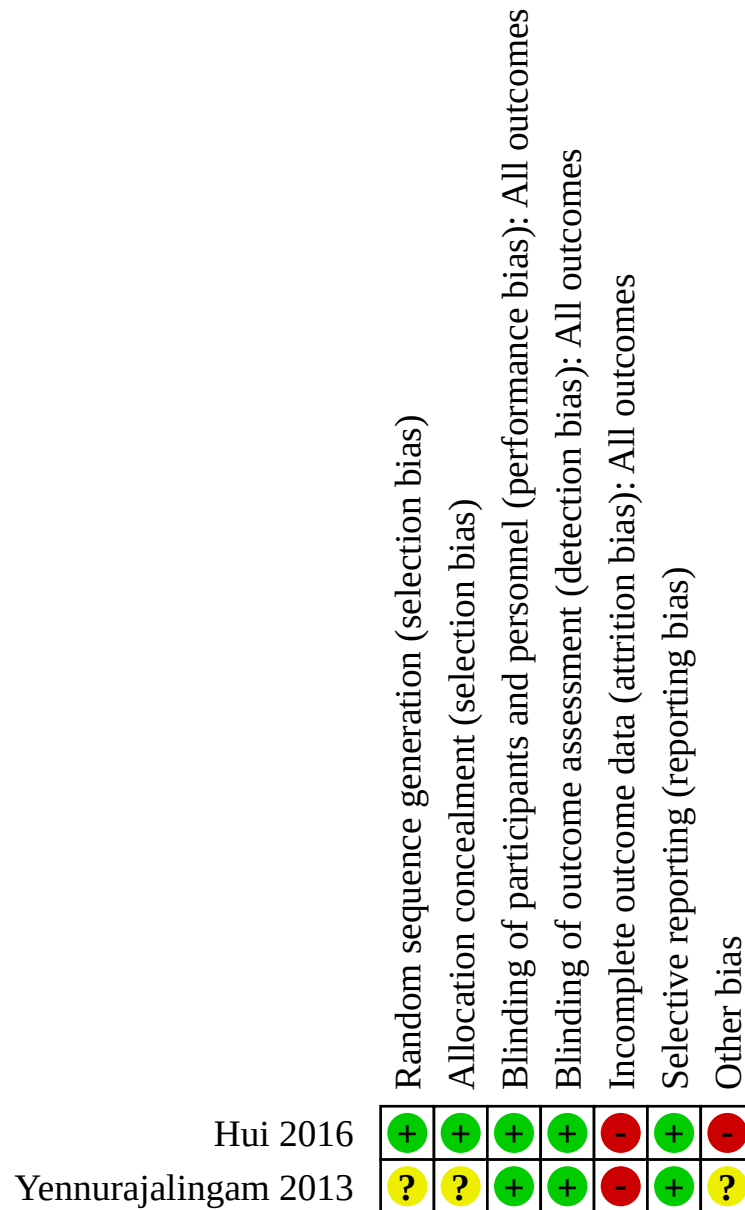 Random sequence generation (selection bias)
Allocation concealment (selection bias)
Blinding of participants and personnel (performance bias): All outcomes
Blinding of outcome assessment (detection bias): All outcomes
Incomplete outcome data (attrition bias): All outcomes
Selective reporting (reporting bias)
Other bias
Hui 2016 + + + + - + -
Yennurajalingam 2013 ? ? + + - + ?